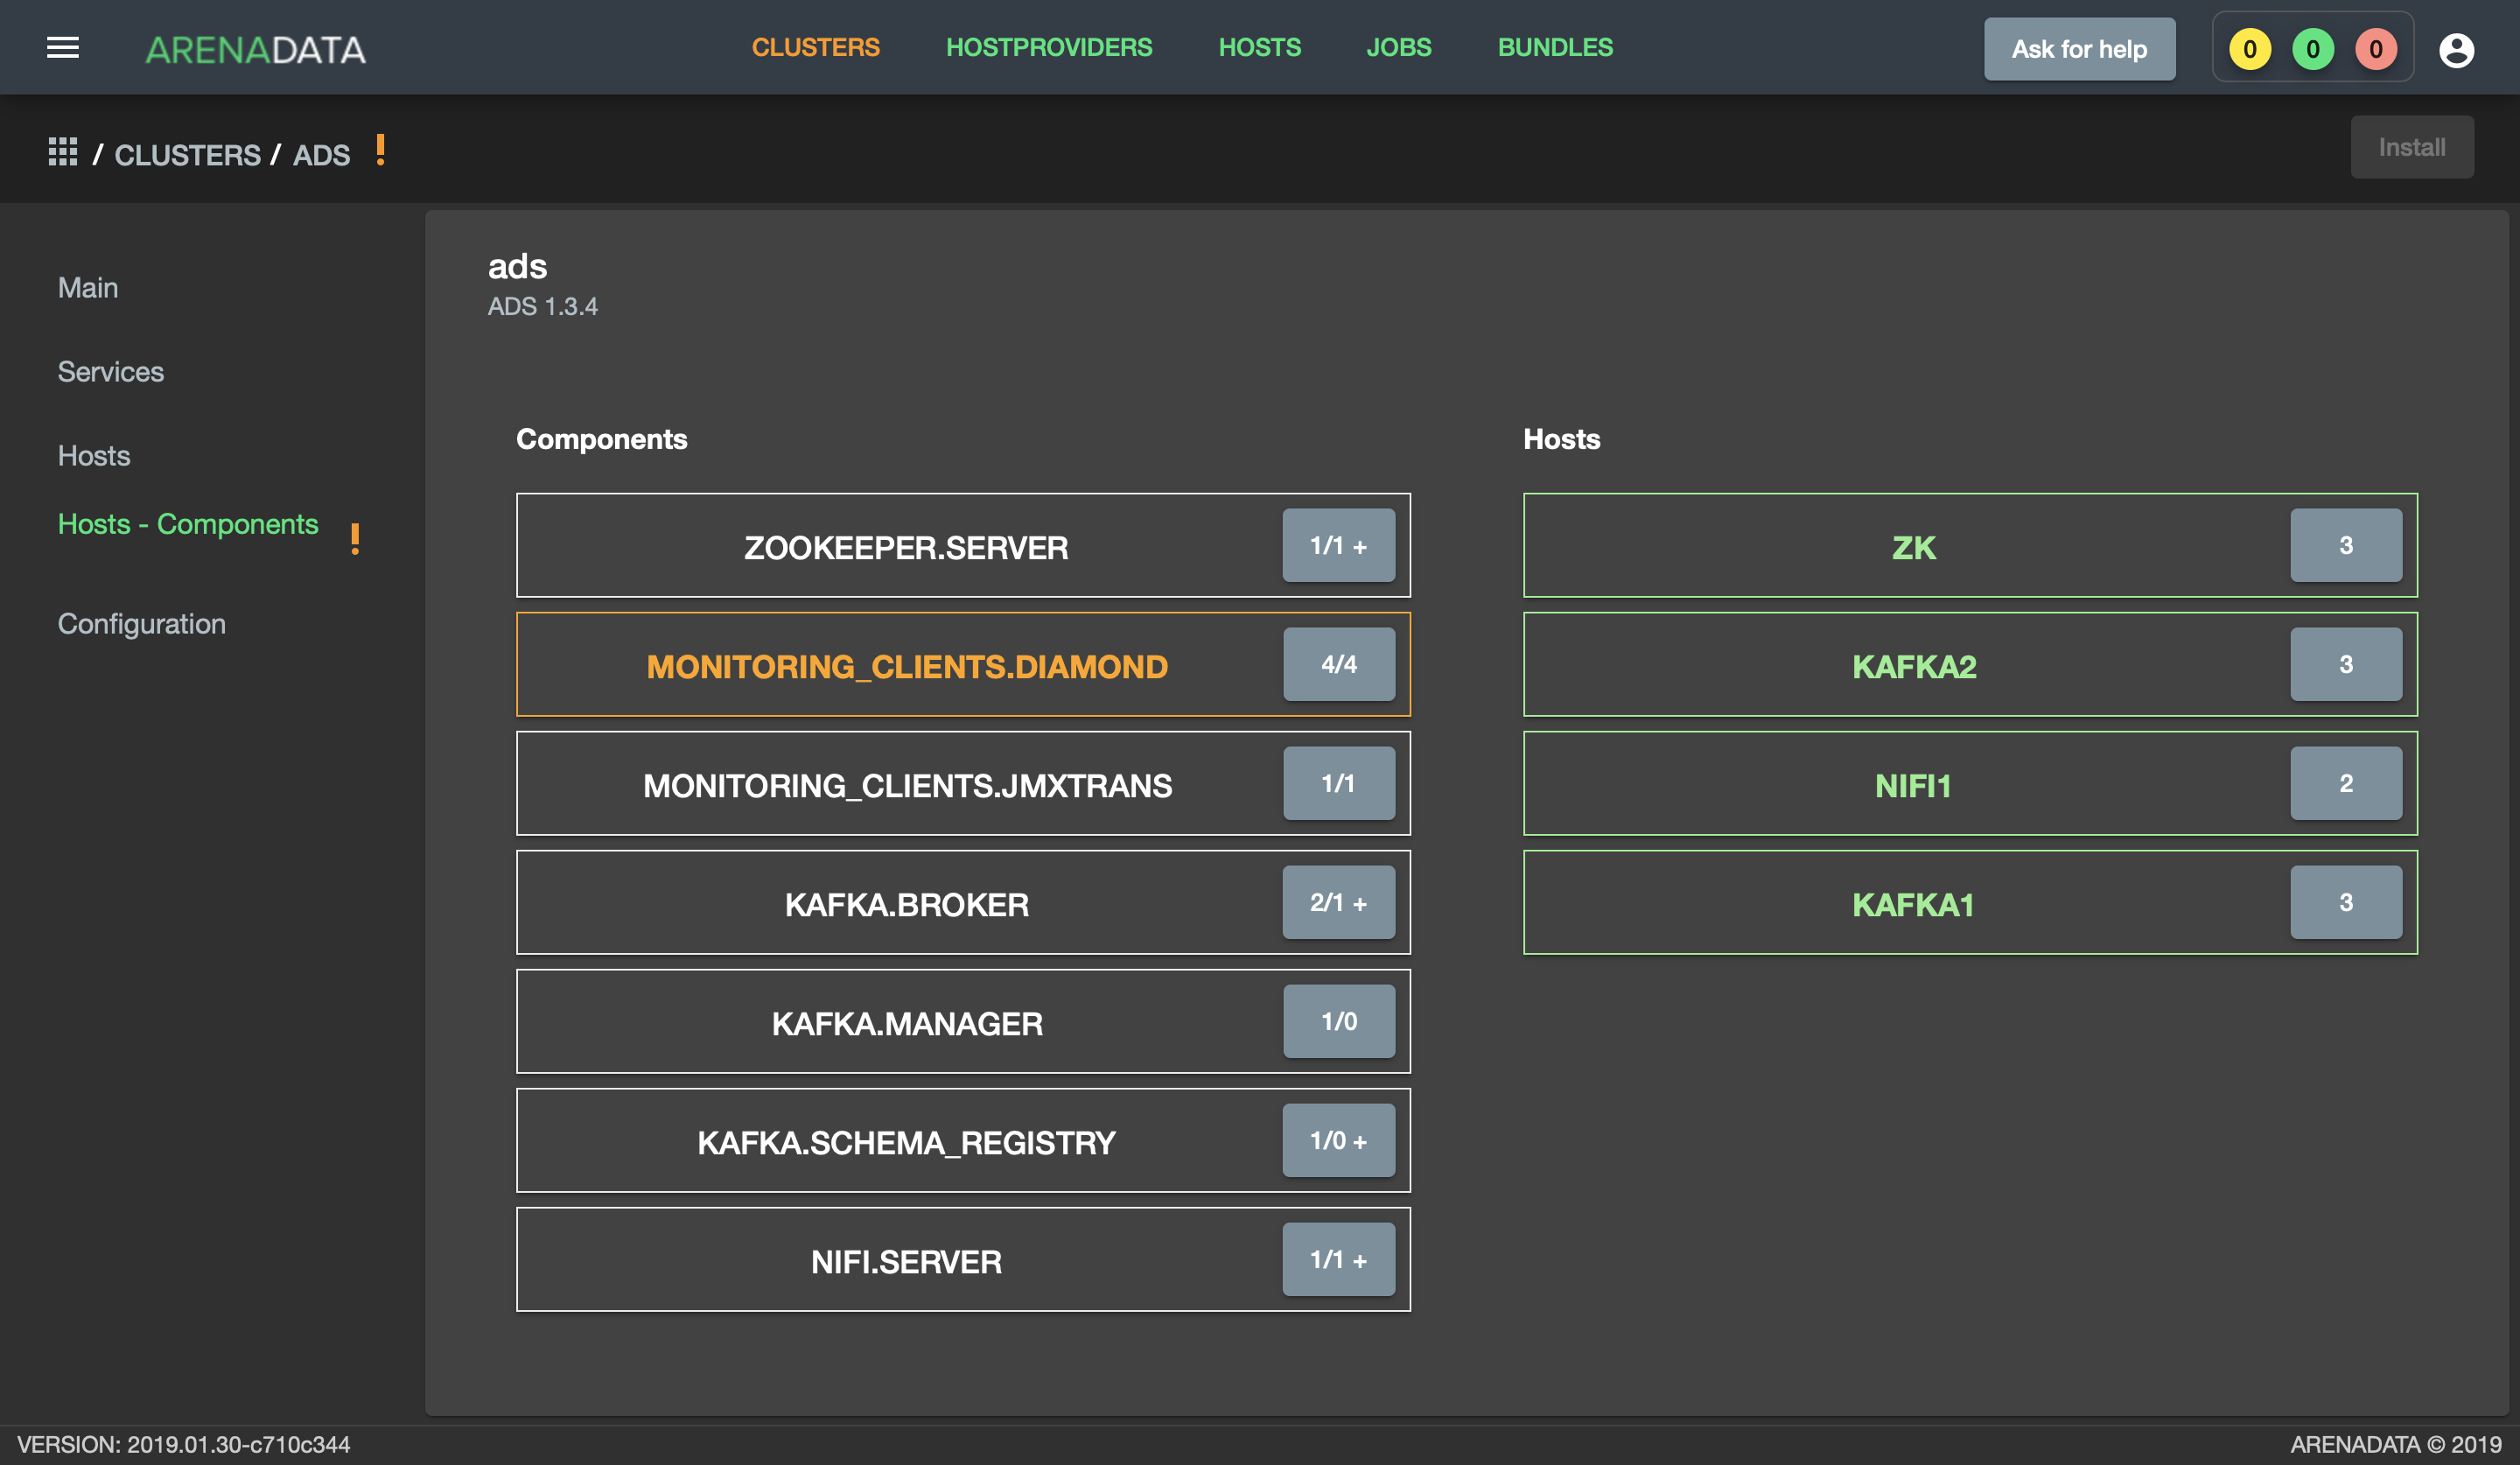 ARENADATA
CLUSTERS HOSTPROVIDERS HOSTS JOBS BUNDLES
Ask for help
0 0 0
/ CLUSTERS / ADS !
Install
Main
Services
Hosts
Hosts - Components !
Configuration
ads
ADS 1.3.4
Components
ZOOKEEPER.SERVER 1/1 +
MONITORING_CLIENTS.DIAMOND 4/4
MONITORING_CLIENTS.JMXTRANS 1/1
KAFKA.BROKER 2/1 +
KAFKA.MANAGER 1/0
KAFKA.SCHEMA_REGISTRY 1/0 +
NIFI.SERVER 1/1 +
Hosts
ZK 3
KAFKA2 3
NIFI1 2
KAFKA1 3
VERSION: 2019.01.30-c710c344
ARENADATA © 2019